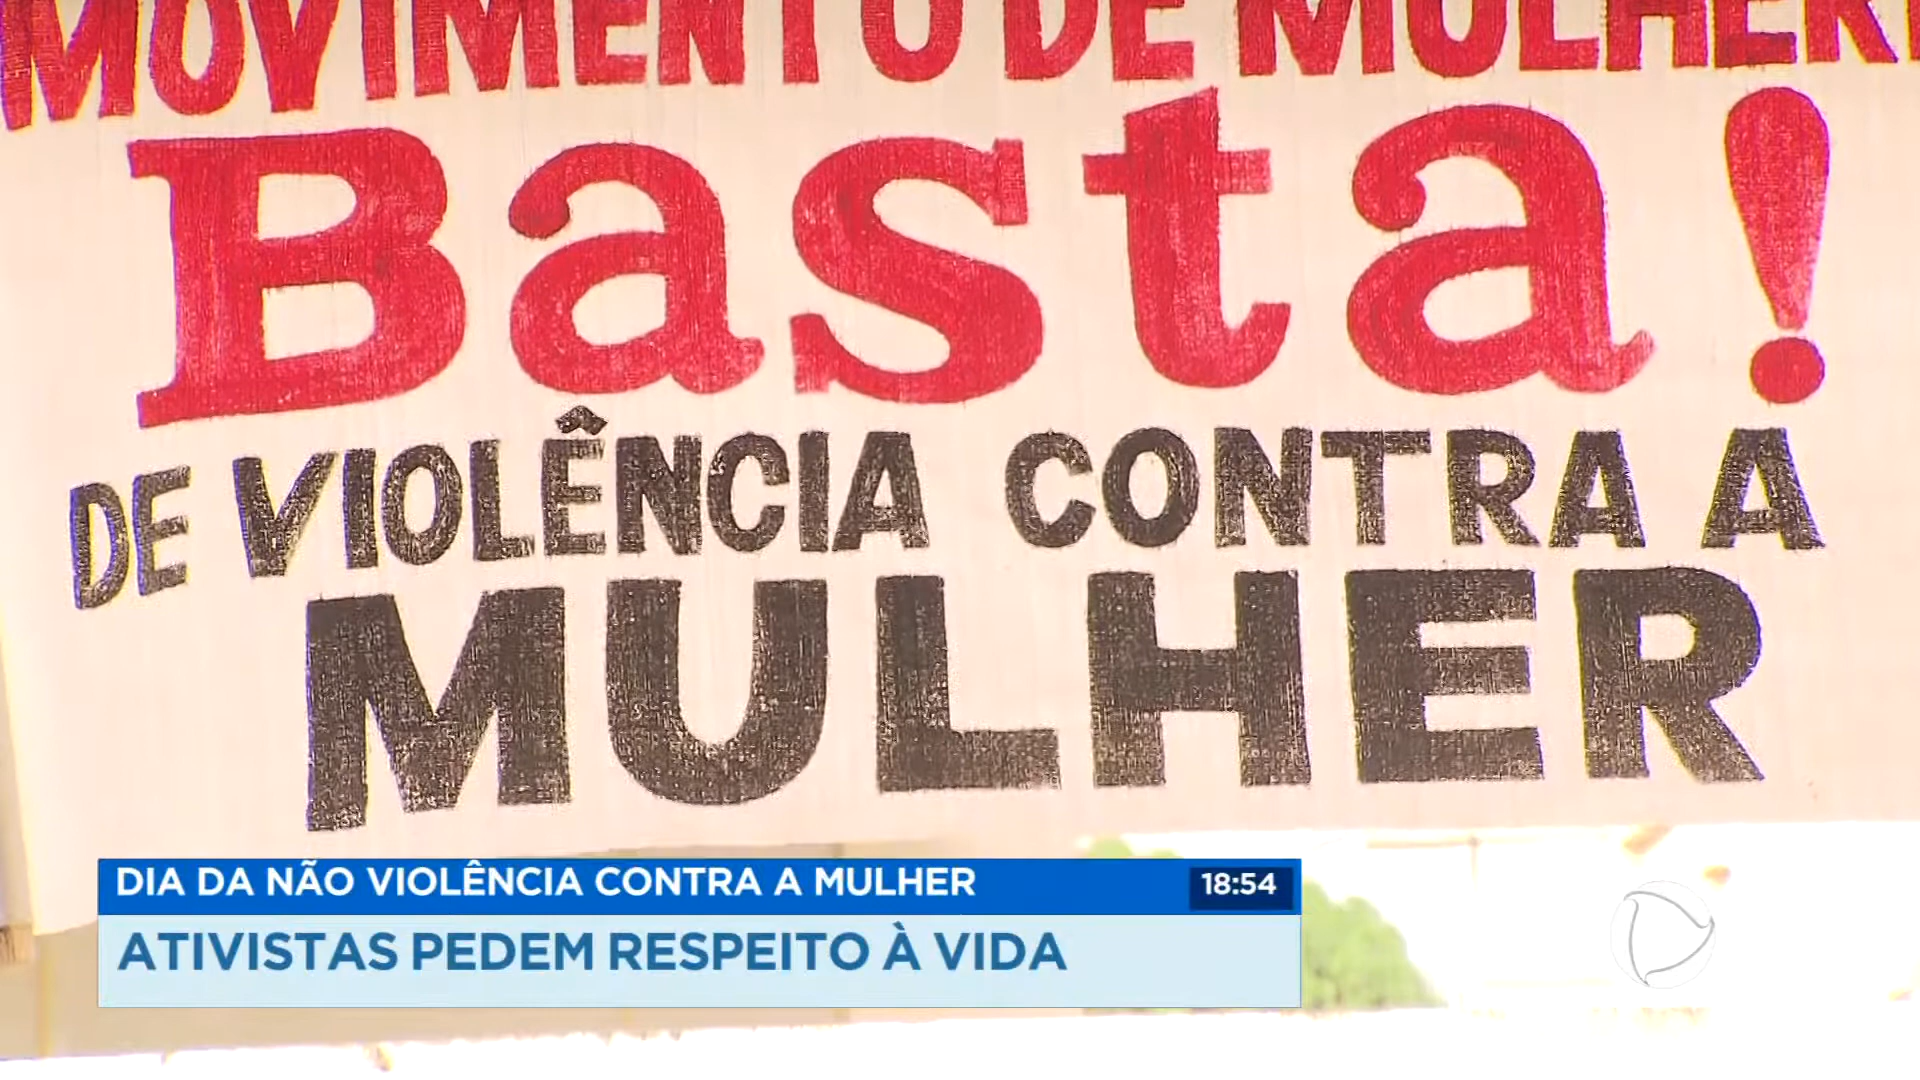 MOVIMENTO DE MULHER
Basta!
DE VIOLÊNCIA CONTRA A
MULHER
DIA DA NÃO VIOLÊNCIA CONTRA A MULHER 18:54
ATIVISTAS PEDEM RESPEITO À VIDA